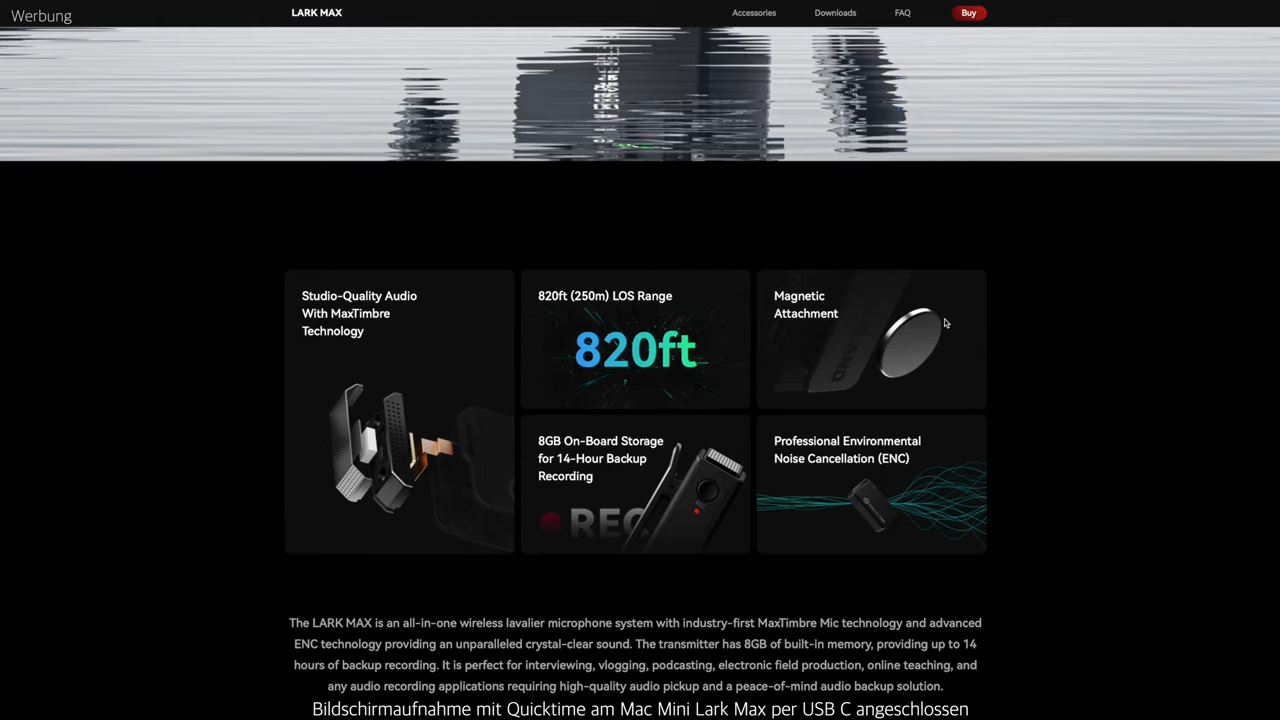 Werbung
LARK MAX
Accessories
Downloads
FAQ
Buy
Studio-Quality Audio
With MaxTimbre
Technology
820ft (250m) LOS Range
820ft
Magnetic
Attachment
8GB On-Board Storage
for 14-Hour Backup
Recording
REC
Professional Environmental
Noise Cancellation (ENC)
The LARK MAX is an all-in-one wireless lavalier microphone system with industry-first MaxTimbre Mic technology and advanced
ENC technology providing an unparalleled crystal-clear sound. The transmitter has 8GB of built-in memory, providing up to 14
hours of backup recording. It is perfect for interviewing, vlogging, podcasting, electronic field production, online teaching, and
any audio recording applications requiring high-quality audio pickup and a peace-of-mind audio backup solution.
Bildschirmaufnahme mit Quicktime am Mac Mini Lark Max per USB C angeschlossen